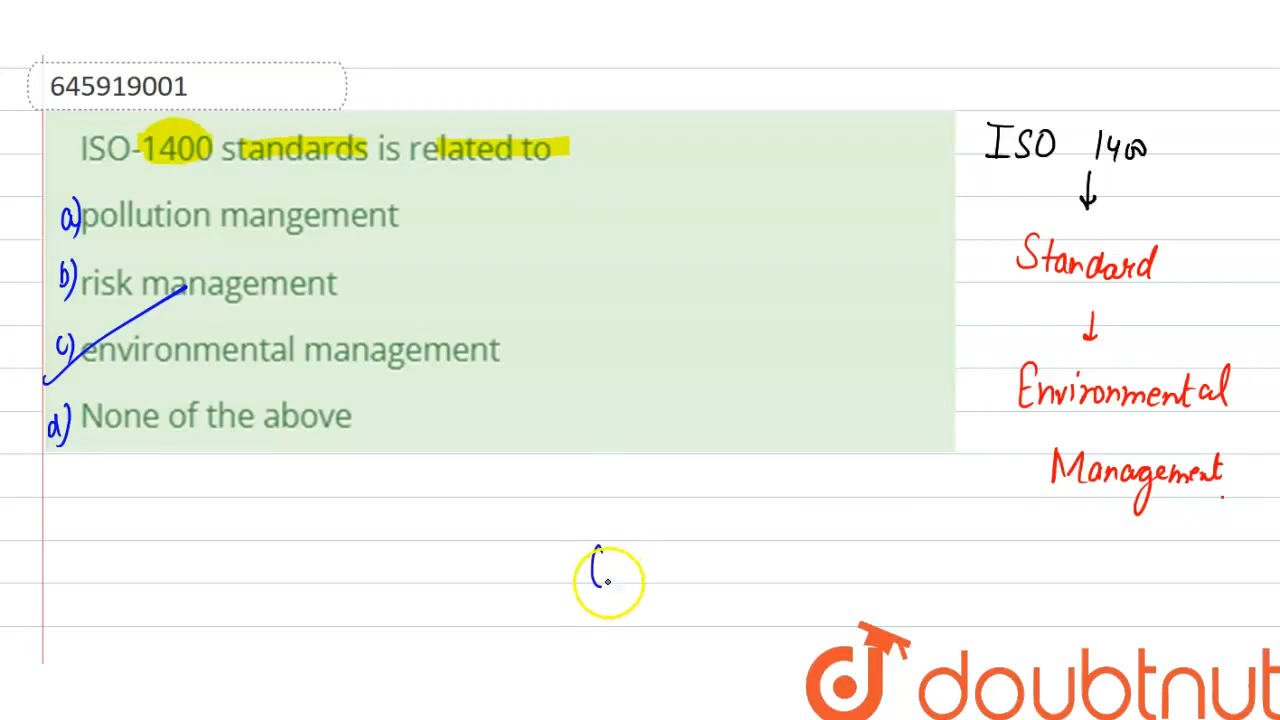 645919001
ISO-1400 standards is related to
a) pollution mangement
b) risk management
c) environmental management
d) None of the above
ISO 1400
↓
Standard
↓
Environmental
Management.
(
doubtnut